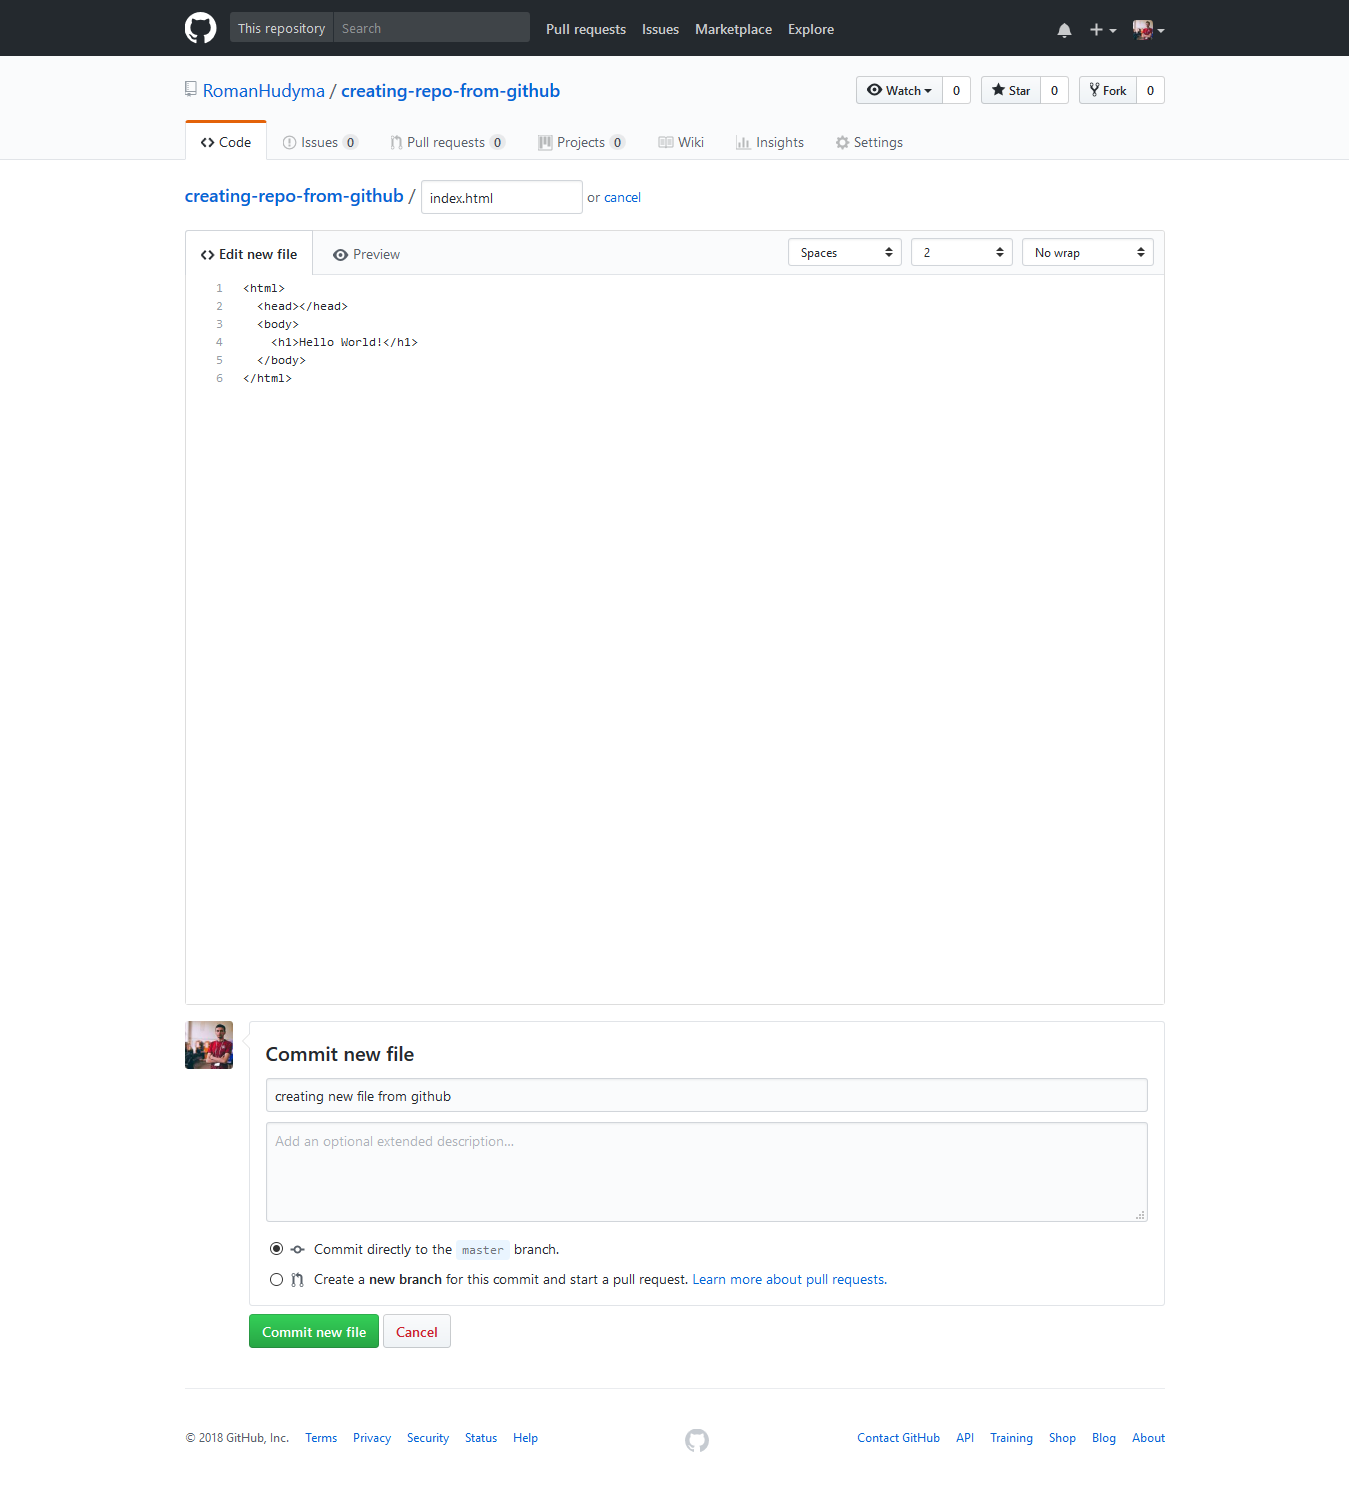 This repository Search Pull requests Issues Marketplace Explore
RomanHudyma / creating-repo-from-github Watch 0 Star 0 Fork 0
Code Issues 0 Pull requests 0 Projects 0 Wiki Insights Settings
creating-repo-from-github / index.html or cancel
Edit new file Preview Spaces 2 No wrap
1 <html>
2 <head></head>
3 <body>
4 <h1>Hello World!</h1>
5 </body>
6 </html>
Commit new file
creating new file from github
Add an optional extended description...
Commit directly to the master branch.
Create a new branch for this commit and start a pull request. Learn more about pull requests.
Commit new file Cancel
© 2018 GitHub, Inc. Terms Privacy Security Status Help Contact GitHub API Training Shop Blog About